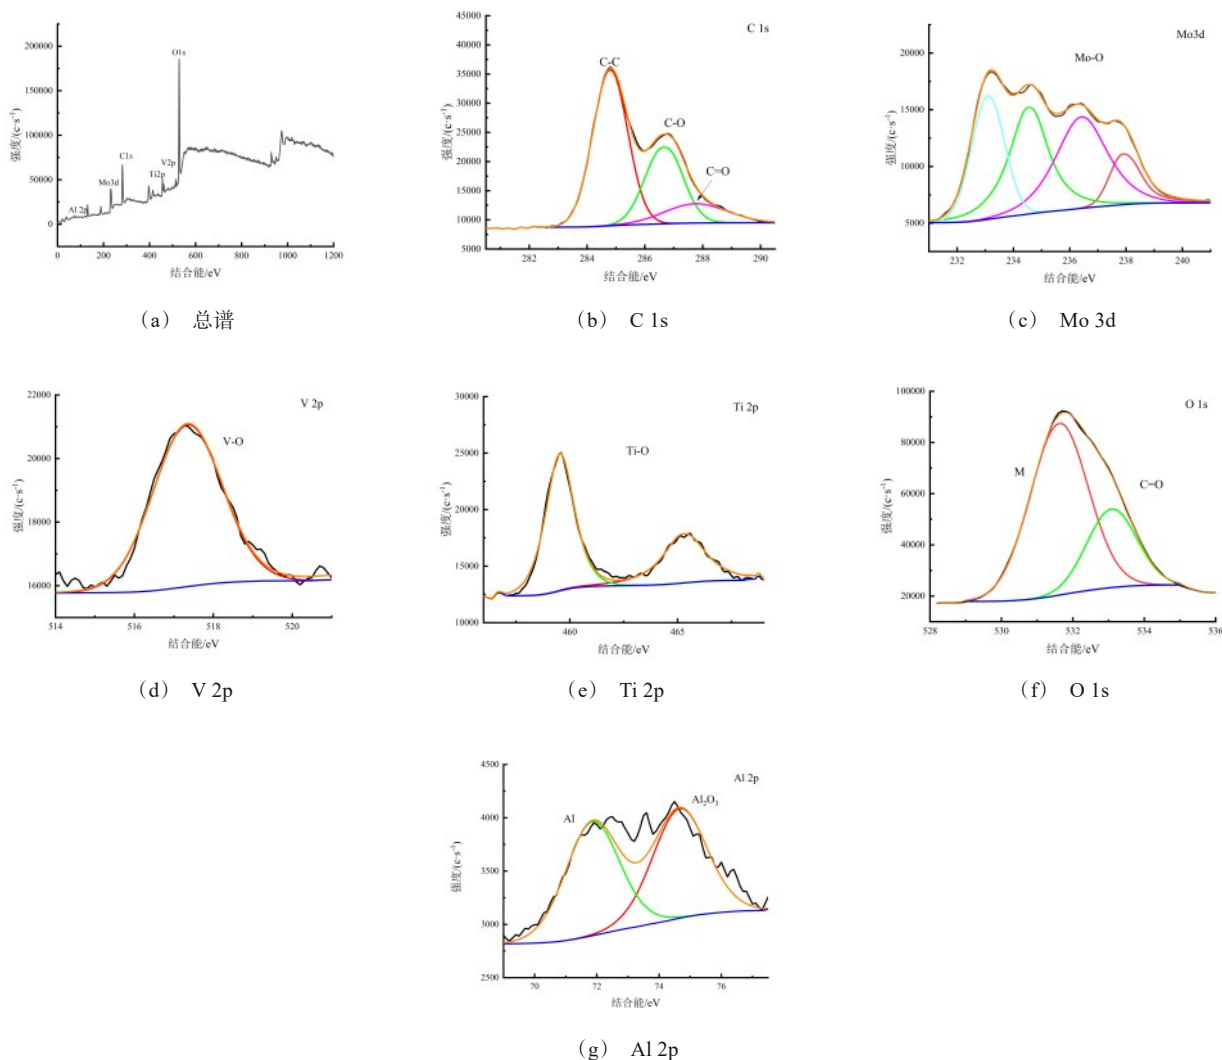 200000
150000
100000
50000
0
0 200 400 600 800 1000 1200
强度/(c·s⁻¹)
结合能/eV
O1s
C1s
V2p
Ti2p
Mo3d
Al 2p
(a) 总谱
45000
40000
35000
30000
25000
20000
15000
10000
5000
282 284 286 288 290
强度/(c·s⁻¹)
结合能/eV
C 1s
C-C
C-O
C=O
(b) C 1s
20000
15000
10000
5000
232 234 236 238 240
强度/(c·s⁻¹)
结合能/eV
Mo3d
Mo-O
(c) Mo 3d
22000
20000
18000
16000
514 516 518 520
强度/(c·s⁻¹)
结合能/eV
V 2p
V-O
(d) V 2p
30000
25000
20000
15000
10000
460 465
强度/(c·s⁻¹)
结合能/eV
Ti 2p
Ti-O
(e) Ti 2p
100000
80000
60000
40000
20000
528 530 532 534 536
强度/(c·s⁻¹)
结合能/eV
O 1s
M
C=O
(f) O 1s
4500
4000
3500
3000
2500
70 72 74 76
强度/(c·s⁻¹)
结合能/eV
Al 2p
Al
Al₂O₃
(g) Al 2p